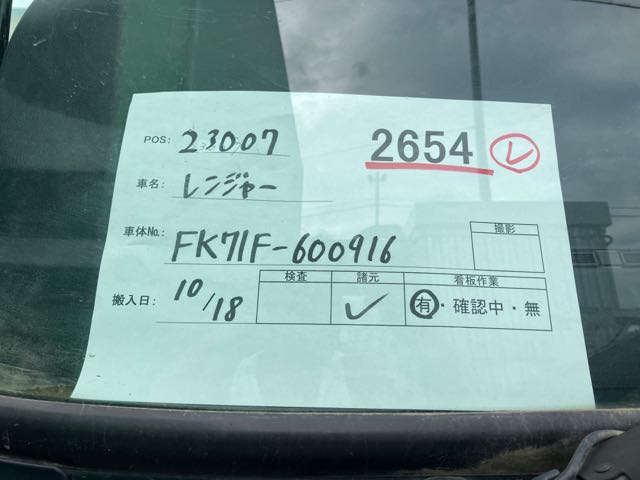 POS: 23007
2654 レ
車名: レンジャー
車体No. FK71F-600916
撮影
搬入日: 10/18
検査 諸元 看板作業
✓ 有・確認中・無